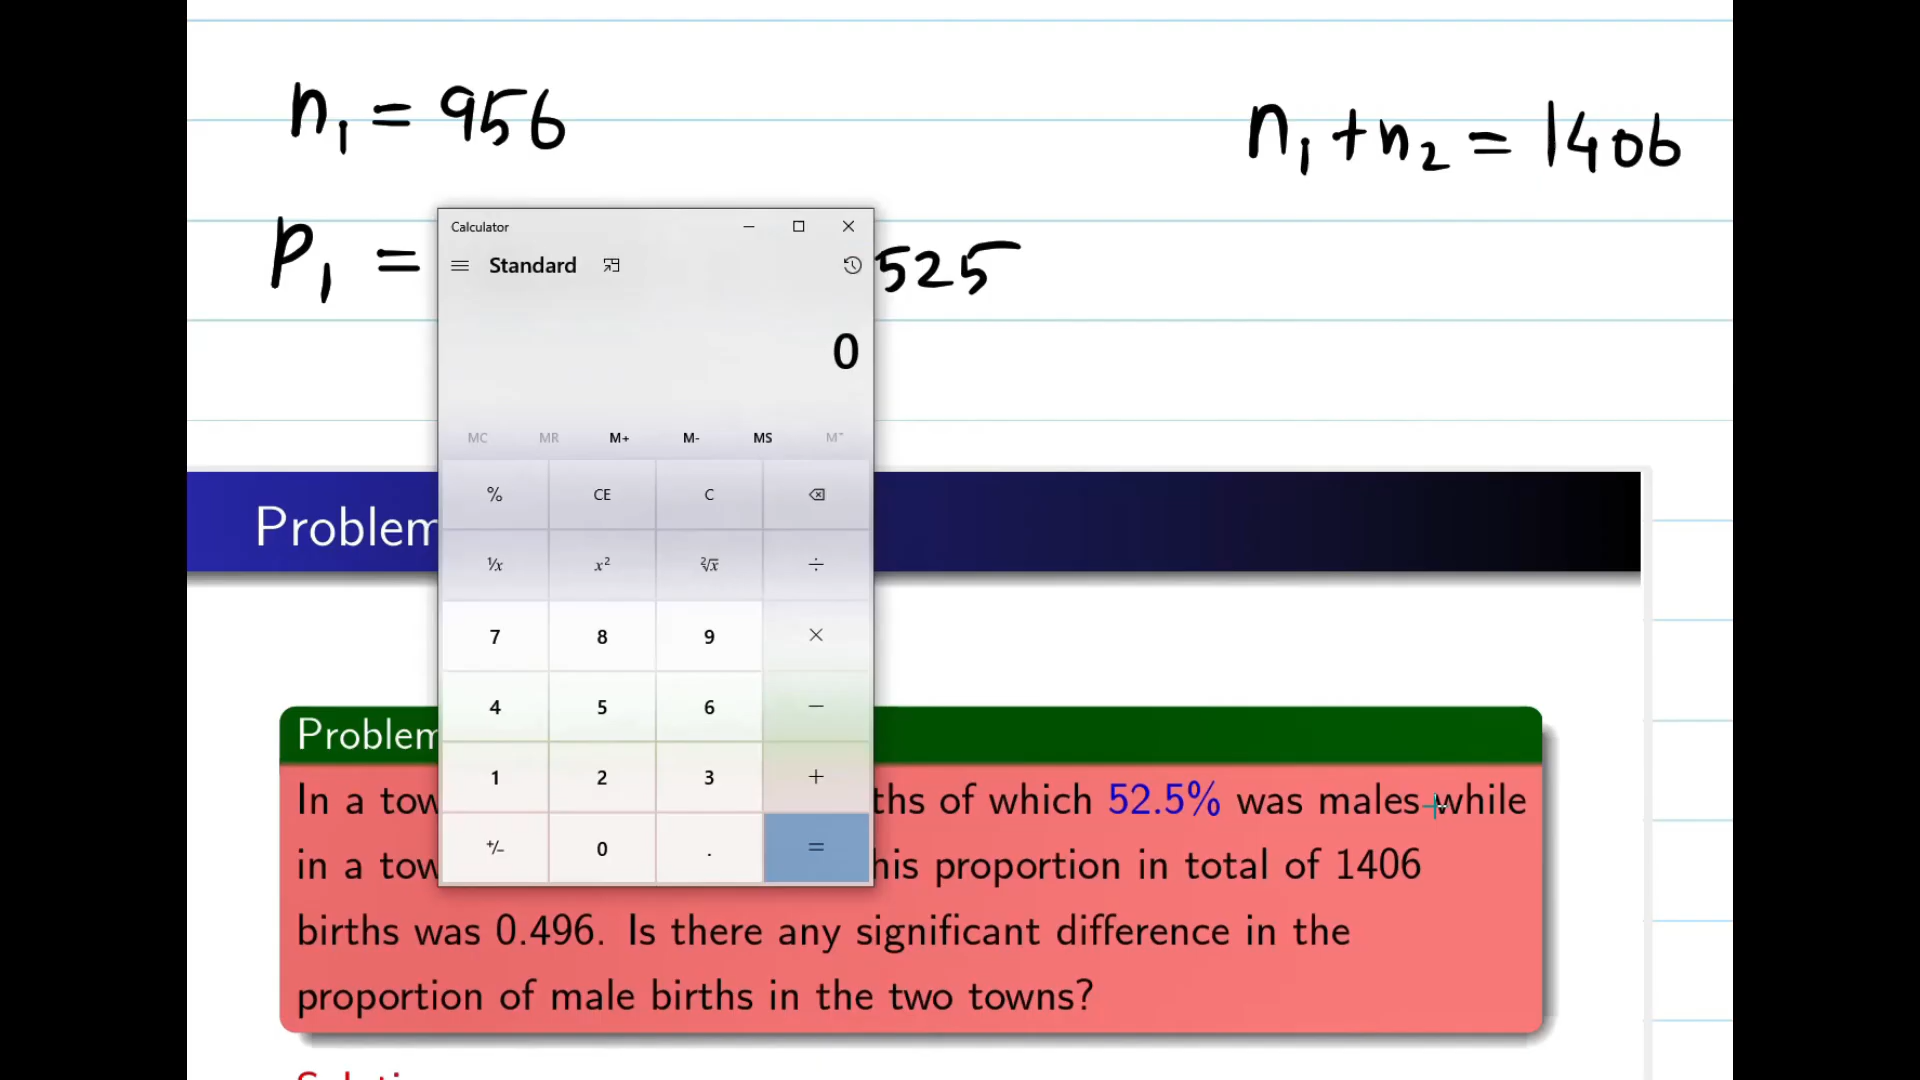 n₁ = 956
n₁ + n₂ = 1406
p₁ =
525
Calculator
Standard
0
MC MR M+ M- MS M˅
% CE C
⅟x x² ²√x ÷
7 8 9 ×
4 5 6 −
1 2 3 +
+/− 0 . =
Problem
Problem
In a tow ths of which 52.5% was males while
in a tow his proportion in total of 1406
births was 0.496. Is there any significant difference in the
proportion of male births in the two towns?